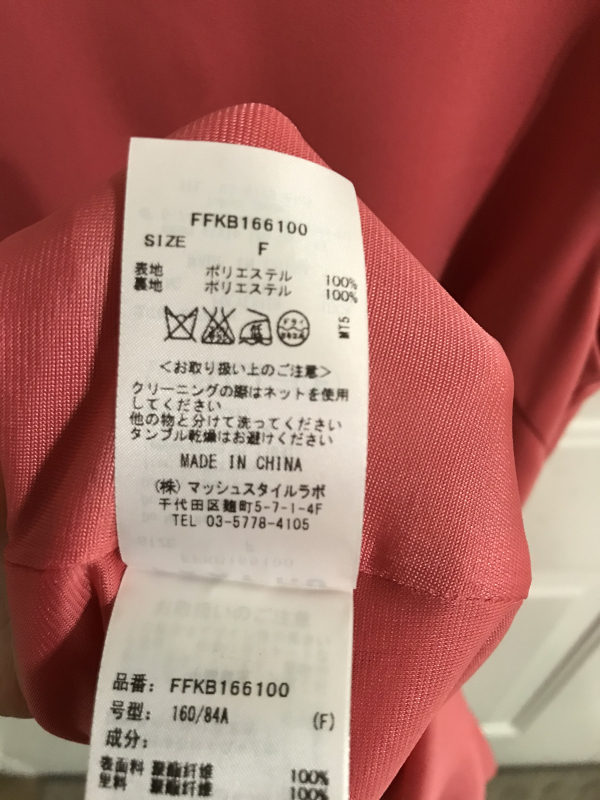 FFKB166100
SIZE F
表地 ポリエステル 100%
裏地 ポリエステル 100%
MT5
<お取り扱い上のご注意>
クリーニングの際はネットを使用
してください
他の物と分けて洗ってください
タンブル乾燥はお避けください
MADE IN CHINA
(株) マッシュスタイルラボ
千代田区麹町5-7-1-4F
TEL 03-5778-4105
品番: FFKB166100
号型: 160/84A (F)
成分:
表面料 聚酯纤维 100%
里料 聚酯纤维 100%